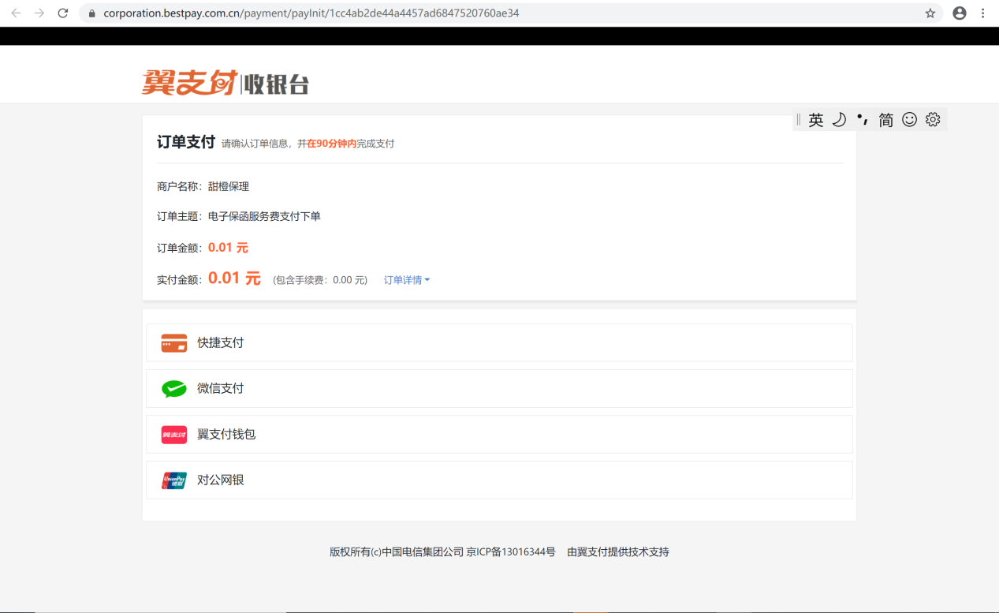 corporation.bestpay.com.cn/payment/payInit/1cc4ab2de44a4457ad6847520760ae34
翼支付|收银台
英 简
订单支付 请确认订单信息，并在90分钟内完成支付
商户名称：甜橙保理
订单主题：电子保函服务费支付下单
订单金额：0.01 元
实付金额：0.01 元 (包含手续费：0.00 元) 订单详情
快捷支付
微信支付
翼支付 翼支付钱包
UnionPay 银联 对公网银
版权所有(c)中国电信集团公司 京ICP备13016344号 由翼支付提供技术支持